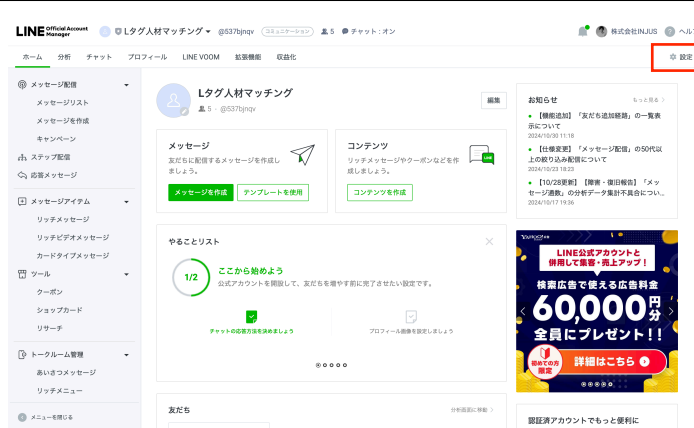 LINE Official Account Manager
Lタグ人材マッチング @537bjnqv コミュニケーション 5 チャット：オン
株式会社INJUS
ヘル
ホーム 分析 チャット プロフィール LINE VOOM 拡張機能 収益化
設定
メッセージ配信
メッセージリスト
メッセージを作成
キャンペーン
ステップ配信
応答メッセージ
メッセージアイテム
リッチメッセージ
リッチビデオメッセージ
カードタイプメッセージ
ツール
クーポン
ショップカード
リサーチ
トークルーム管理
あいさつメッセージ
リッチメニュー
メニューを閉じる
Lタグ人材マッチング
5 · @537bjnqv
編集
メッセージ
友だちに配信するメッセージを作成し
ましょう。
メッセージを作成 テンプレートを使用
コンテンツ
リッチメッセージやクーポンなどを作
成しましょう。
LINE
コンテンツを作成
やることリスト
1/2
ここから始めよう
公式アカウントを開設して、友だちを増やす前に完了させたい設定です。
チャットの応答方法を決めましょう
プロフィール画像を設定しましょう
友だち
分析画面に移動
お知らせ
もっと見る
【機能追加】「友だち追加経路」の一覧表
示について
2024/10/30 11:18
【仕様変更】「メッセージ配信」の50代以
上の絞り込み配信について
2024/10/23 18:23
【10/28更新】【障害・復旧報告】「メッ
セージ通数」の分析データ集計不具合につい...
2024/10/17 19:36
YAHOO!広告
LINE公式アカウントと
併用して集客・売上アップ！
検索広告で使える広告料金
60,000円分
全員にプレゼント!!
初めての方
限定
詳細はこちら
認証済アカウントでもっと便利に